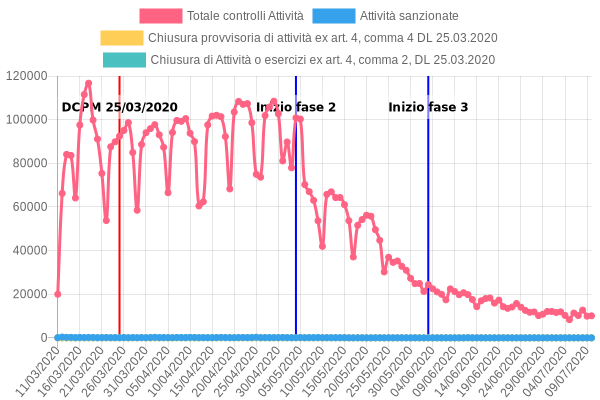 Totale controlli Attività Attività sanzionate
Chiusura provvisoria di attività ex art. 4, comma 4 DL 25.03.2020
Chiusura di Attività o esercizi ex art. 4, comma 2, DL 25.03.2020
120000
DCPM 25/03/2020 Inizio fase 2 Inizio fase 3
100000
80000
60000
40000
20000
0
11/03/2020 16/03/2020 21/03/2020 26/03/2020 31/03/2020 05/04/2020 10/04/2020 15/04/2020 20/04/2020 25/04/2020 30/04/2020 05/05/2020 10/05/2020 15/05/2020 20/05/2020 25/05/2020 30/05/2020 04/06/2020 09/06/2020 14/06/2020 19/06/2020 24/06/2020 29/06/2020 04/07/2020 09/07/2020